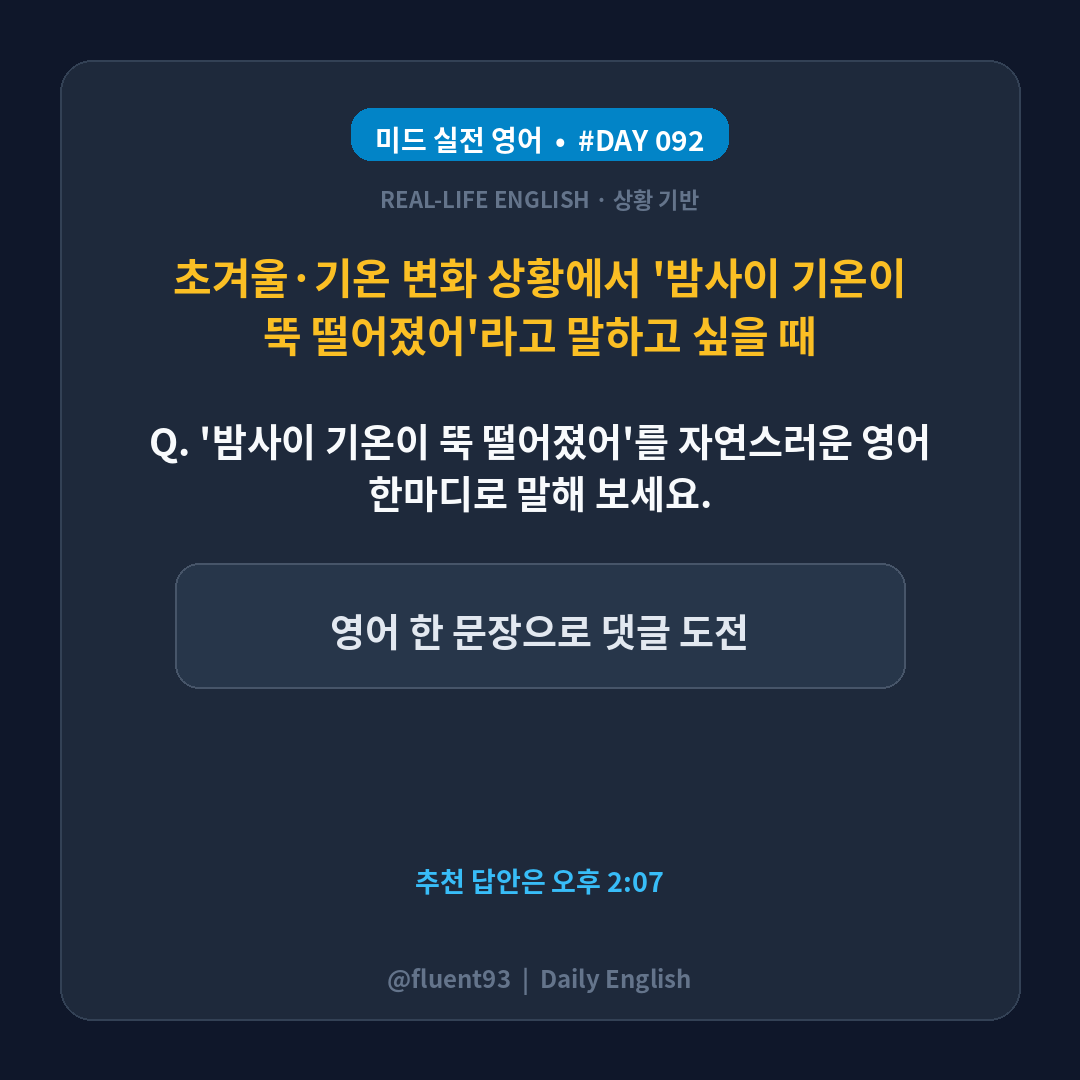 미드 실전 영어 • #DAY 092
REAL-LIFE ENGLISH · 상황 기반
초겨울·기온 변화 상황에서 '밤사이 기온이
뚝 떨어졌어'라고 말하고 싶을 때
Q. '밤사이 기온이 뚝 떨어졌어'를 자연스러운 영어
한마디로 말해 보세요.
영어 한 문장으로 댓글 도전
추천 답안은 오후 2:07
@fluent93 | Daily English